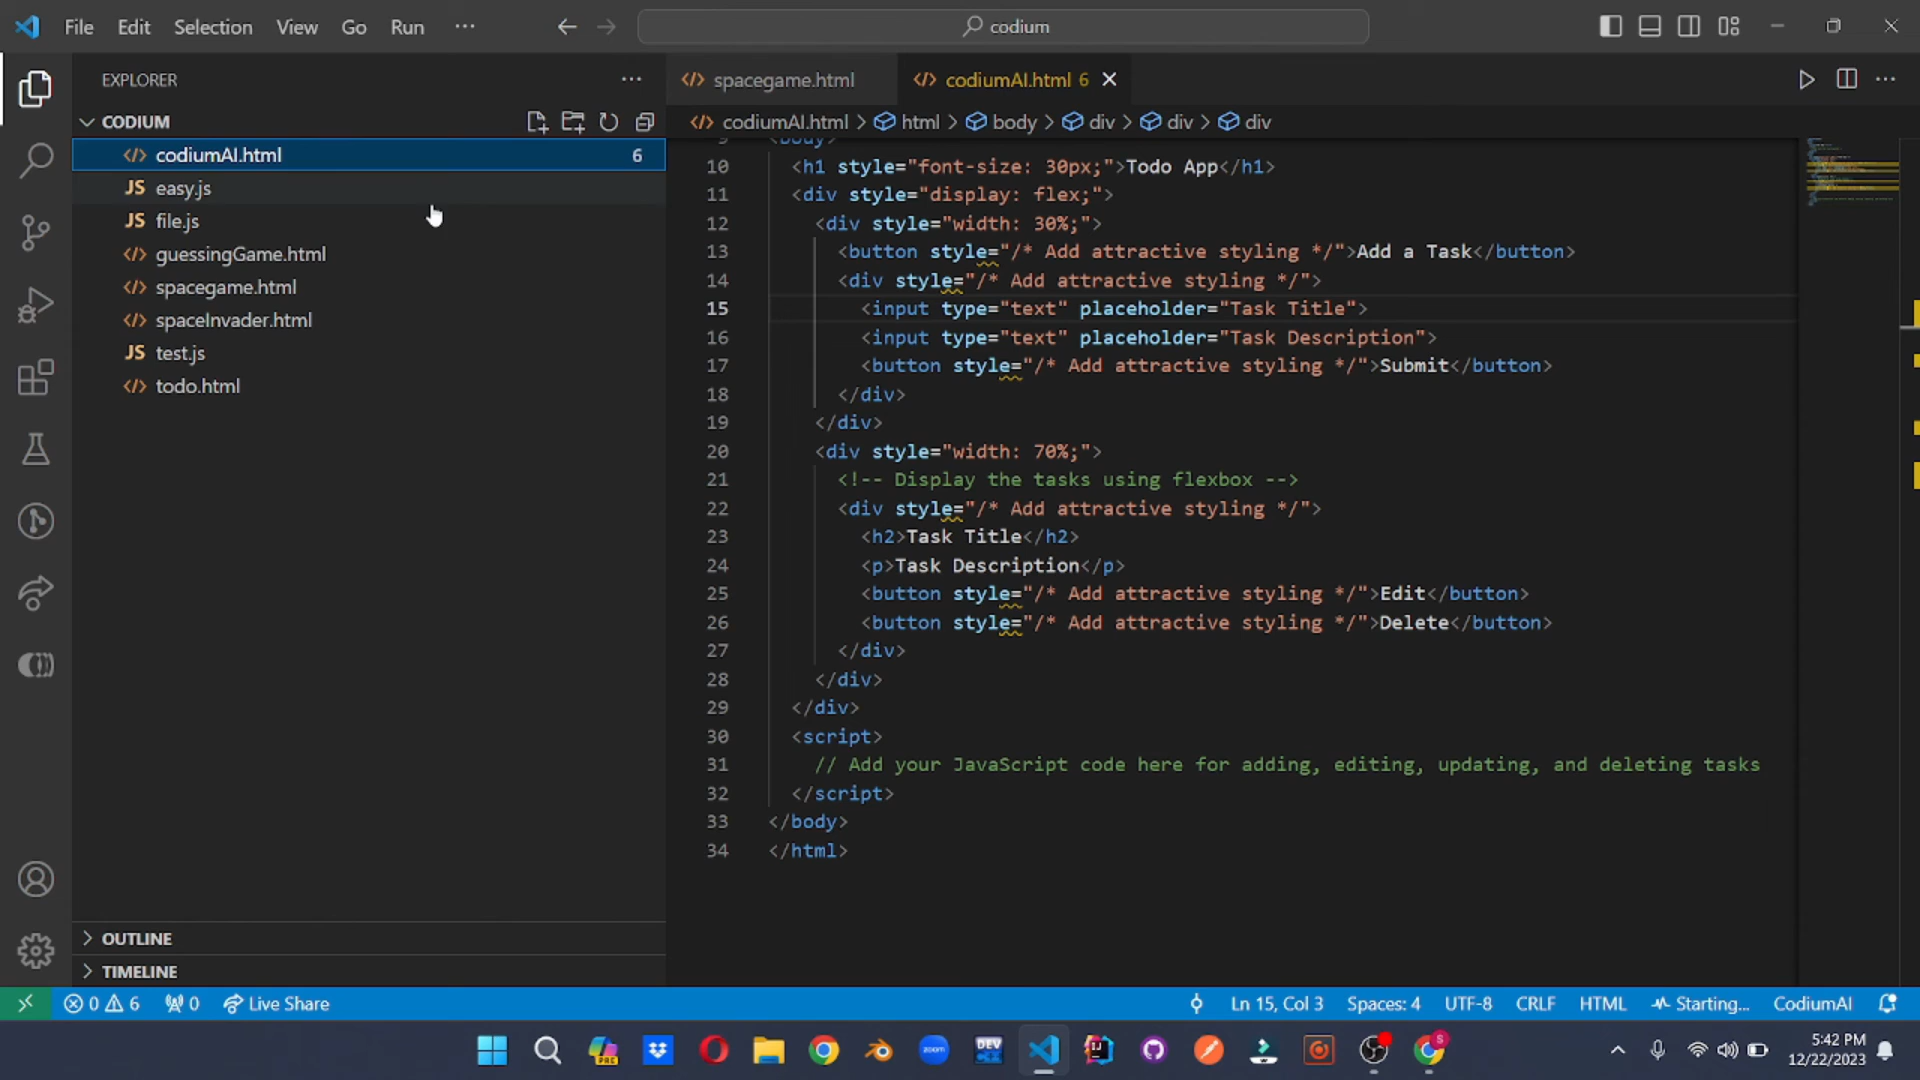 File Edit Selection View Go Run ··· codium
EXPLORER ···
CODIUM
codiumAI.html 6
JS easy.js
JS file.js
guessingGame.html
spacegame.html
spaceInvader.html
JS test.js
todo.html
OUTLINE
TIMELINE
spacegame.html codiumAI.html 6
codiumAI.html > html > body > div > div > div
9 <body>
10 <h1 style="font-size: 30px;">Todo App</h1>
11 <div style="display: flex;">
12 <div style="width: 30%;">
13 <button style="/* Add attractive styling */">Add a Task</button>
14 <div style="/* Add attractive styling */">
15 <input type="text" placeholder="Task Title">
16 <input type="text" placeholder="Task Description">
17 <button style="/* Add attractive styling */">Submit</button>
18 </div>
19 </div>
20 <div style="width: 70%;">
21 <!-- Display the tasks using flexbox -->
22 <div style="/* Add attractive styling */">
23 <h2>Task Title</h2>
24 <p>Task Description</p>
25 <button style="/* Add attractive styling */">Edit</button>
26 <button style="/* Add attractive styling */">Delete</button>
27 </div>
28 </div>
29 </div>
30 <script>
31 // Add your JavaScript code here for adding, editing, updating, and deleting tasks
32 </script>
33 </body>
34 </html>
0 6 0 Live Share Ln 15, Col 3 Spaces: 4 UTF-8 CRLF HTML Starting... CodiumAI
PRE zoom DEV S 5:42 PM
12/22/2023